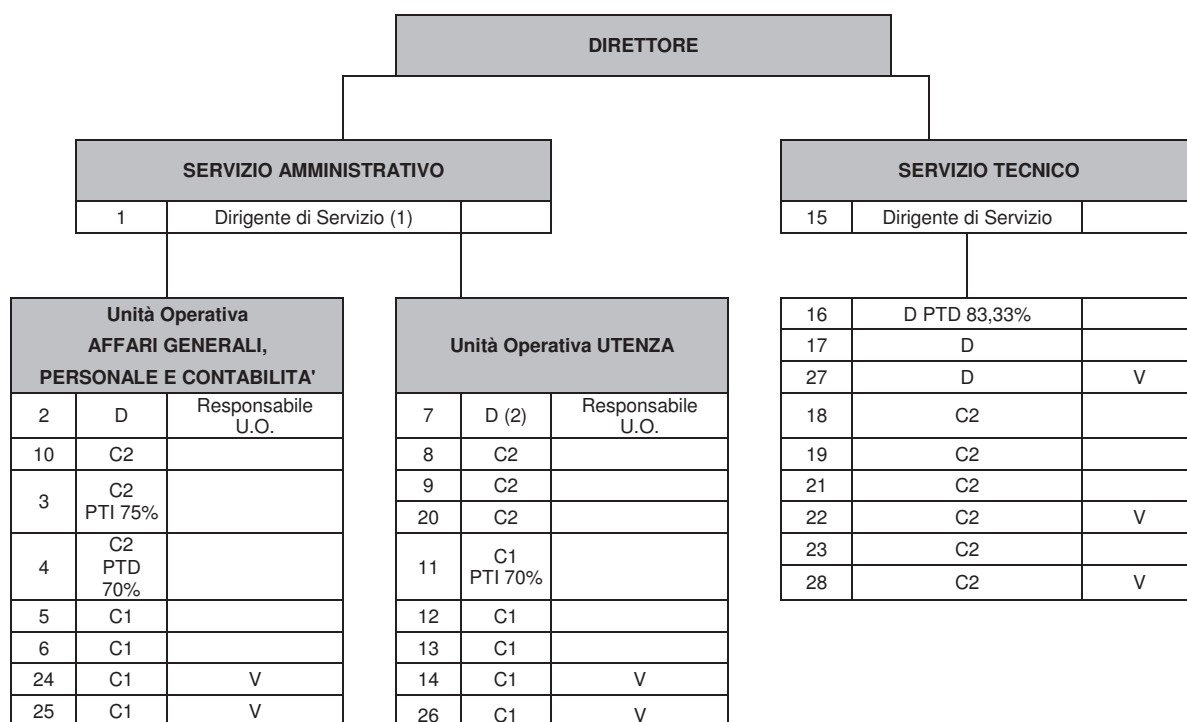 DIRETTORE
SERVIZIO AMMINISTRATIVO
1 Dirigente di Servizio (1)
SERVIZIO TECNICO
15 Dirigente di Servizio
Unità Operativa
AFFARI GENERALI,
PERSONALE E CONTABILITA'
2 D Responsabile
U.O.
10 C2
3 C2
PTI 75%
4 C2
PTD
70%
5 C1
6 C1
24 C1 V
25 C1 V
Unità Operativa UTENZA
7 D (2) Responsabile
U.O.
8 C2
9 C2
20 C2
11 C1
PTI 70%
12 C1
13 C1
14 C1 V
26 C1 V
16 D PTD 83,33%
17 D
27 D V
18 C2
19 C2
21 C2
22 C2 V
23 C2
28 C2 V